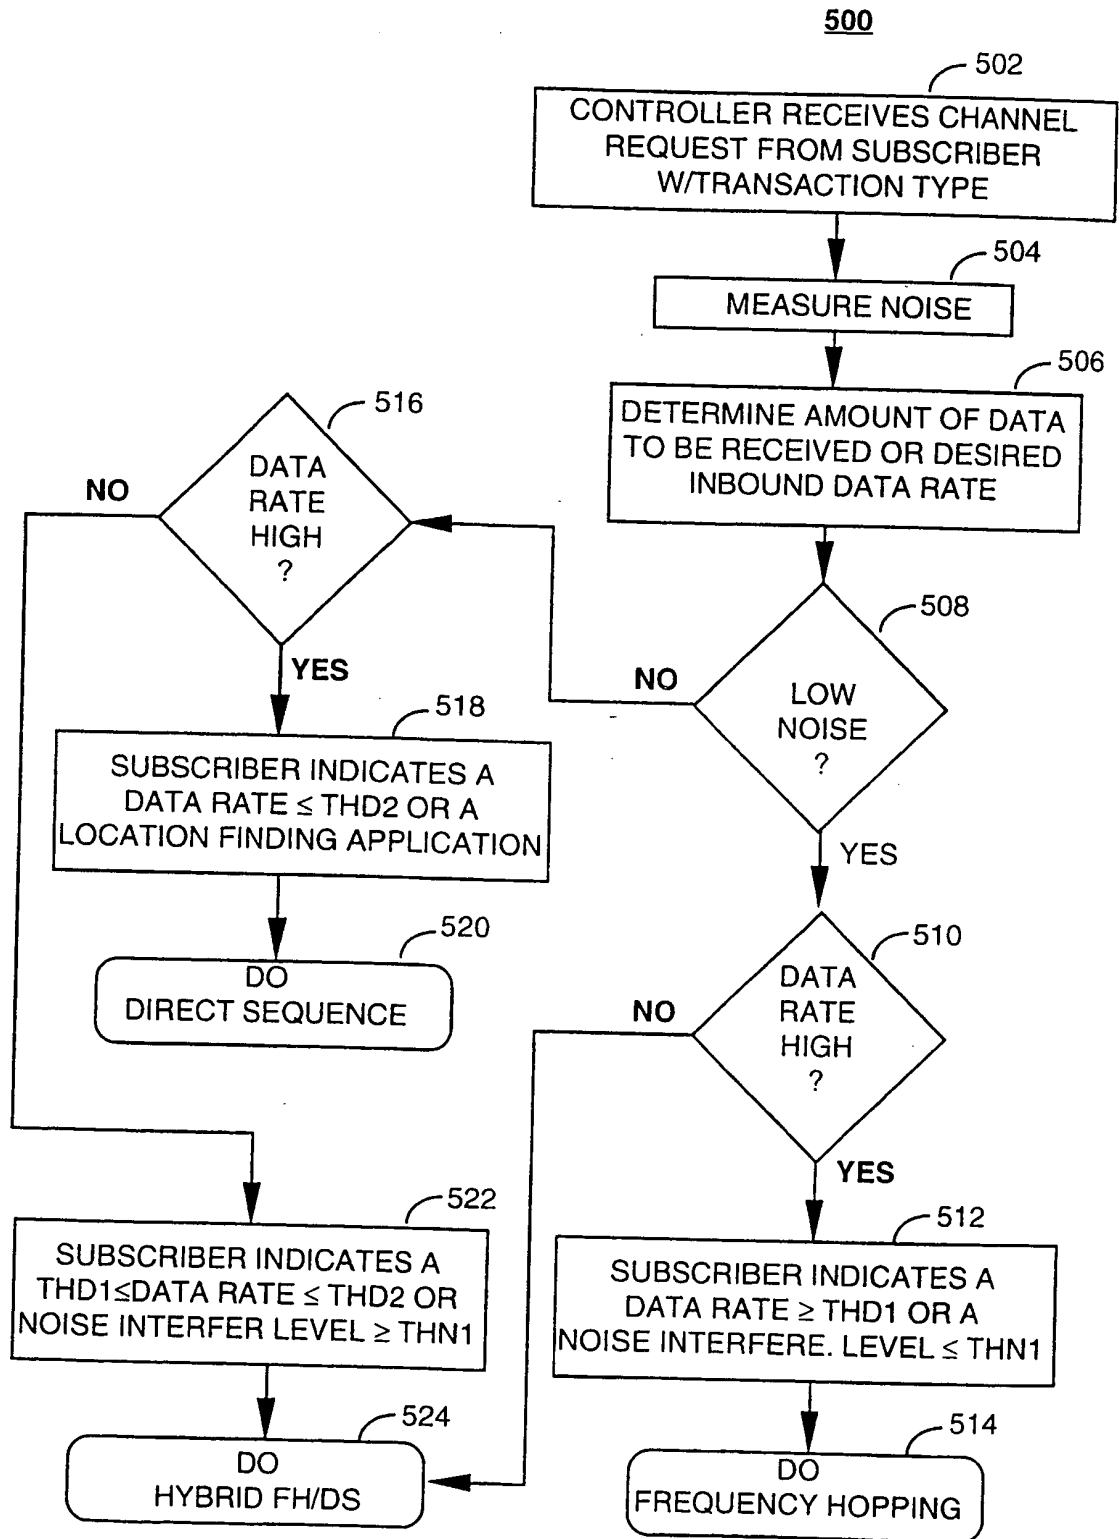 500
502
CONTROLLER RECEIVES CHANNEL
REQUEST FROM SUBSCRIBER
W/TRANSACTION TYPE
504
MEASURE NOISE
506
DETERMINE AMOUNT OF DATA
TO BE RECEIVED OR DESIRED
INBOUND DATA RATE
508
LOW
NOISE
?
NO
YES
516
DATA
RATE
HIGH
?
NO
YES
518
SUBSCRIBER INDICATES A
DATA RATE ≤ THD2 OR A
LOCATION FINDING APPLICATION
520
DO
DIRECT SEQUENCE
510
DATA
RATE
HIGH
?
NO
YES
522
SUBSCRIBER INDICATES A
THD1≤DATA RATE ≤ THD2 OR
NOISE INTERFER LEVEL ≥ THN1
524
DO
HYBRID FH/DS
512
SUBSCRIBER INDICATES A
DATA RATE ≥ THD1 OR A
NOISE INTERFERE. LEVEL ≤ THN1
514
DO
FREQUENCY HOPPING